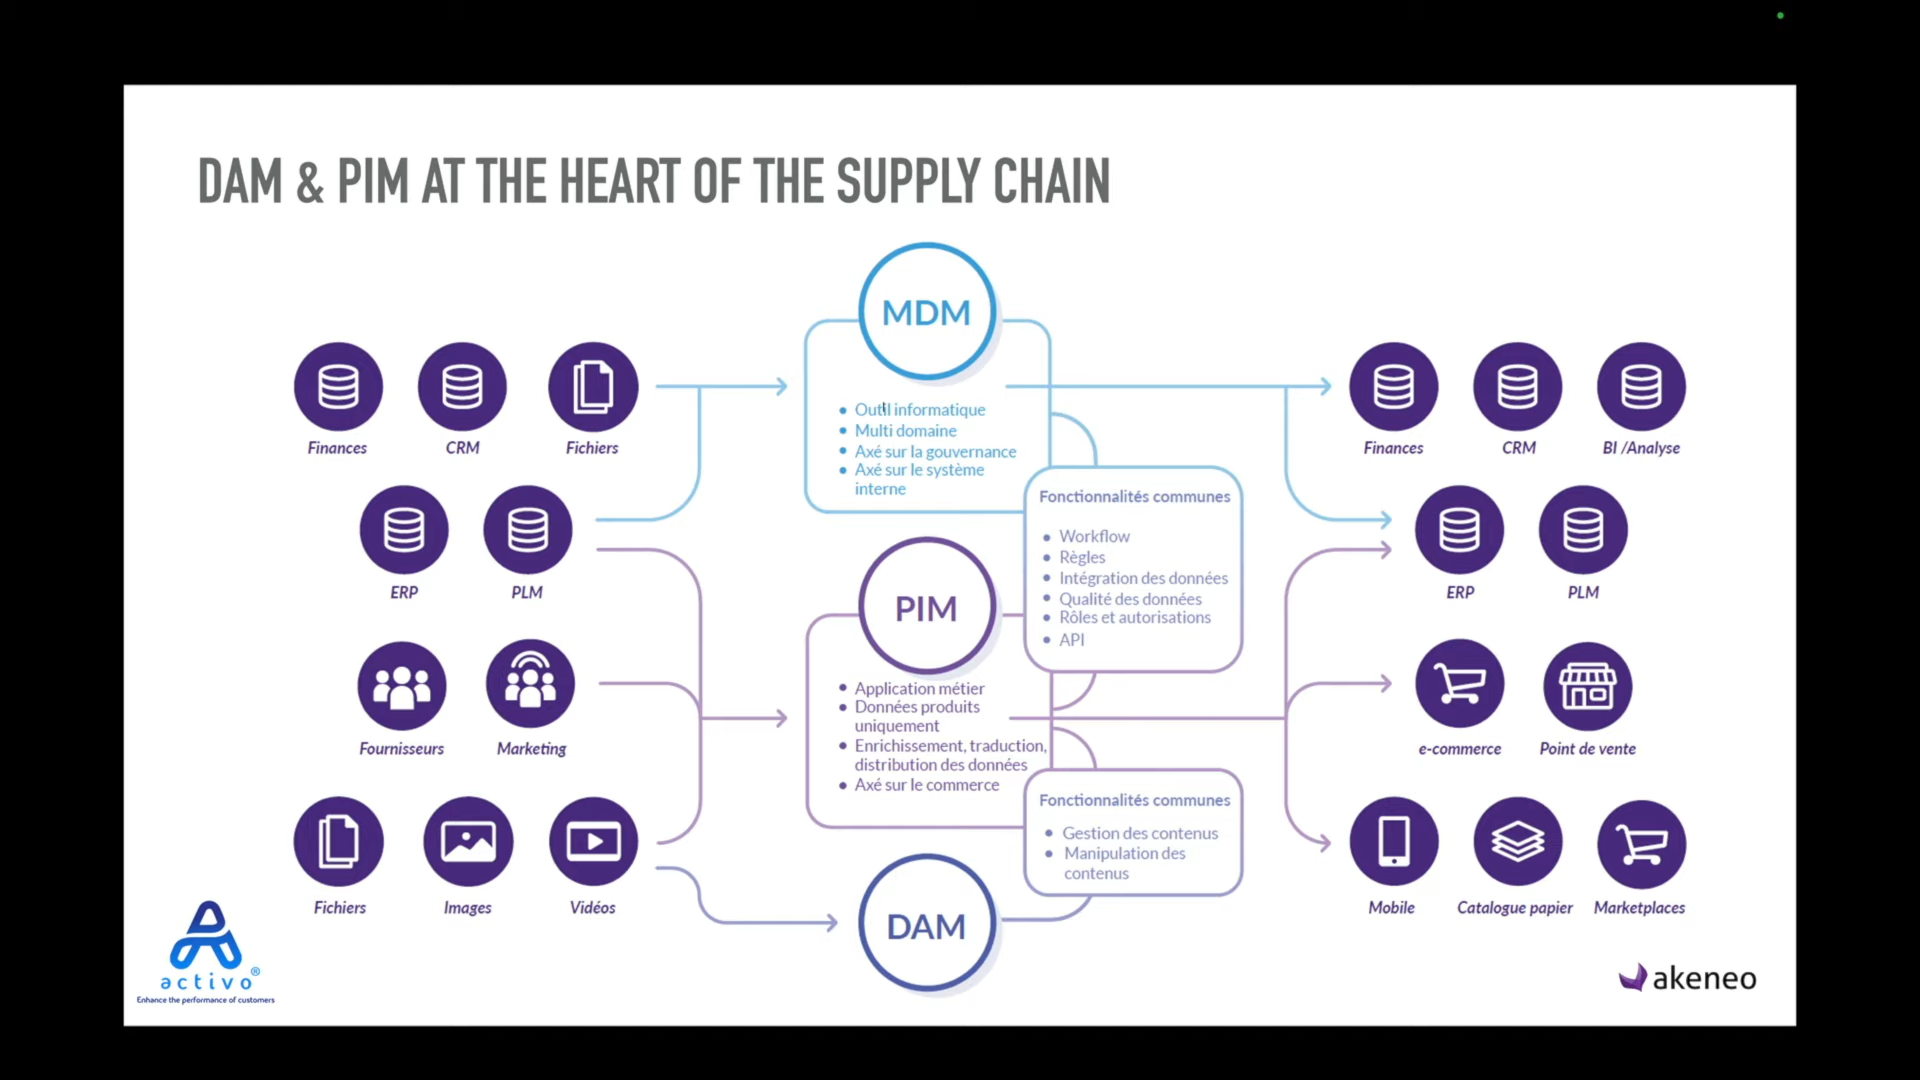 DAM & PIM AT THE HEART OF THE SUPPLY CHAIN
MDM
Outil informatique
Multi domaine
Axé sur la gouvernance
Axé sur le système
interne
Finances
CRM
Fichiers
ERP
PLM
Fournisseurs
Marketing
Fichiers
Images
Vidéos
Fonctionnalités communes
Workflow
Règles
Intégration des données
Qualité des données
Rôles et autorisations
API
PIM
Application métier
Données produits
uniquement
Enrichissement, traduction,
distribution des données
Axé sur le commerce
Fonctionnalités communes
Gestion des contenus
Manipulation des
contenus
DAM
Finances
CRM
BI /Analyse
ERP
PLM
e-commerce
Point de vente
Mobile
Catalogue papier
Marketplaces
activo®
Enhance the performance of customers
akeneo